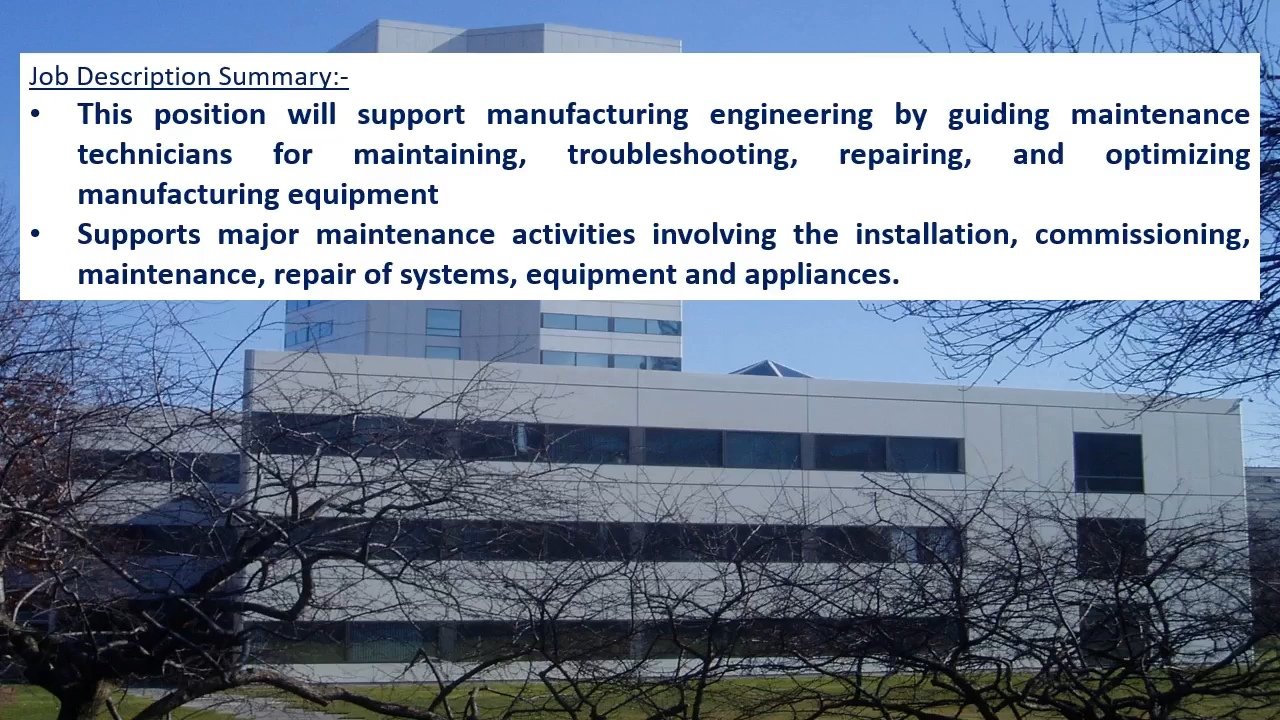 Job Description Summary:-
• This position will support manufacturing engineering by guiding maintenance
technicians for maintaining, troubleshooting, repairing, and optimizing
manufacturing equipment
• Supports major maintenance activities involving the installation, commissioning,
maintenance, repair of systems, equipment and appliances.